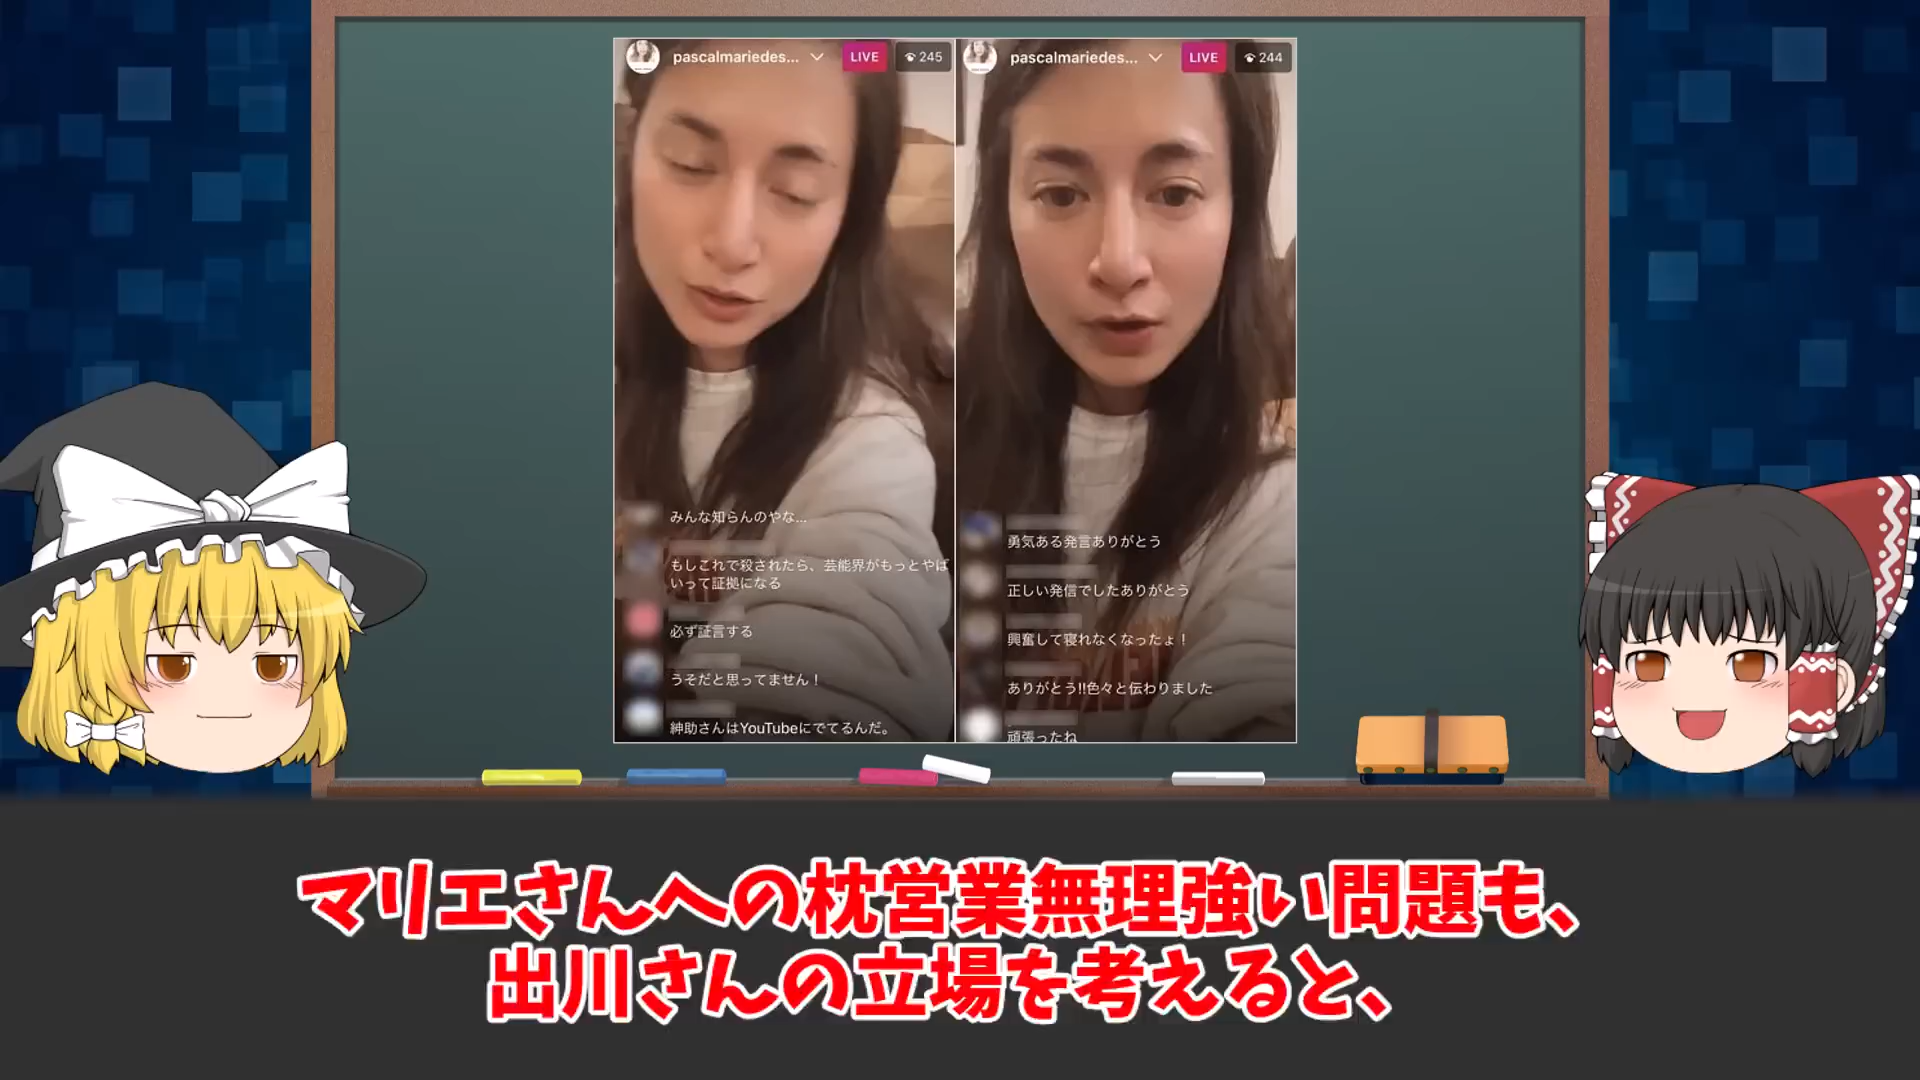 pascalmariedes...
LIVE
245
みんな知らんのやな...
もしこれで殺されたら、芸能界がもっとやば
いって証拠になる
必ず証言する
うそだと思ってません！
紳助さんはYouTubeにでてるんだ。
pascalmariedes...
LIVE
244
勇気ある発言ありがとう
正しい発信でしたありがとう
興奮して寝れなくなったょ！
ありがとう!!色々と伝わりました
頑張ったね
マリエさんへの枕営業無理強い問題も、
出川さんの立場を考えると、